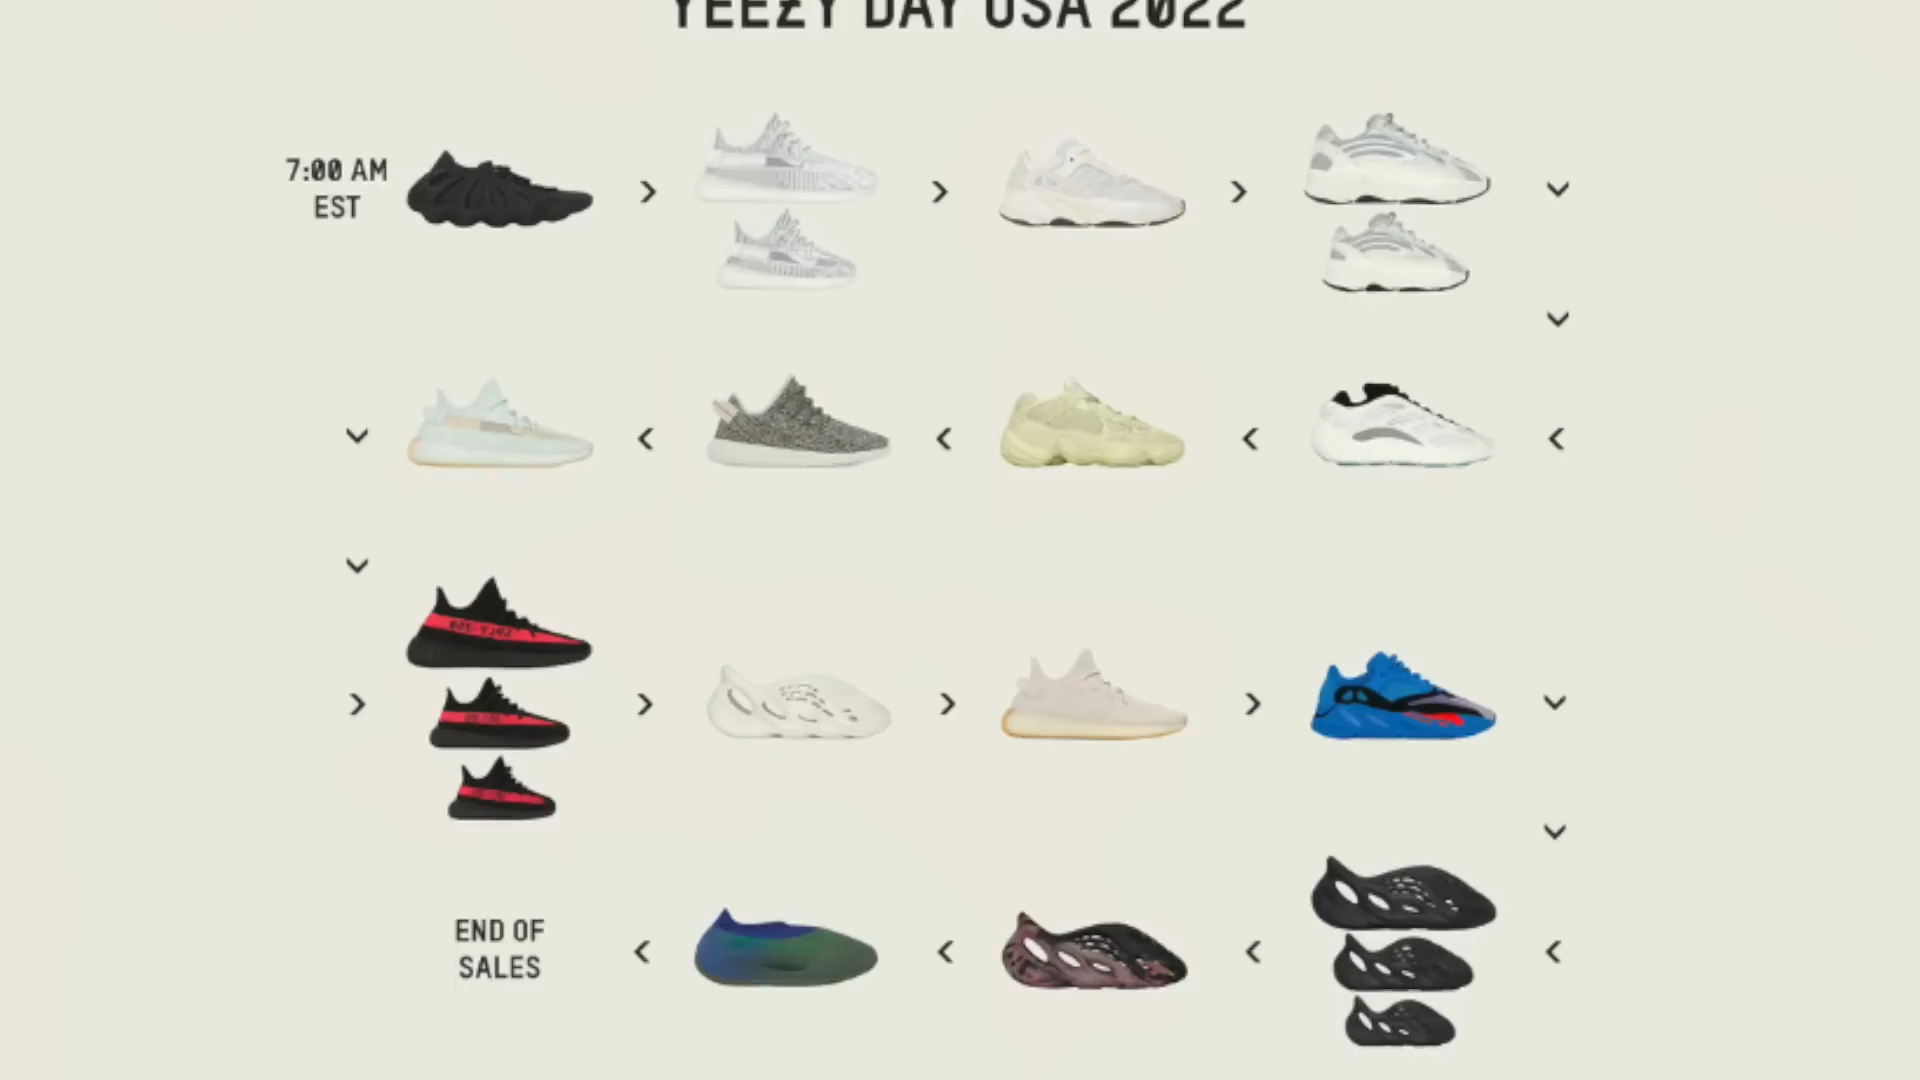 YEEZY DAY USA 2022
7:00 AM
EST
END OF
SALES